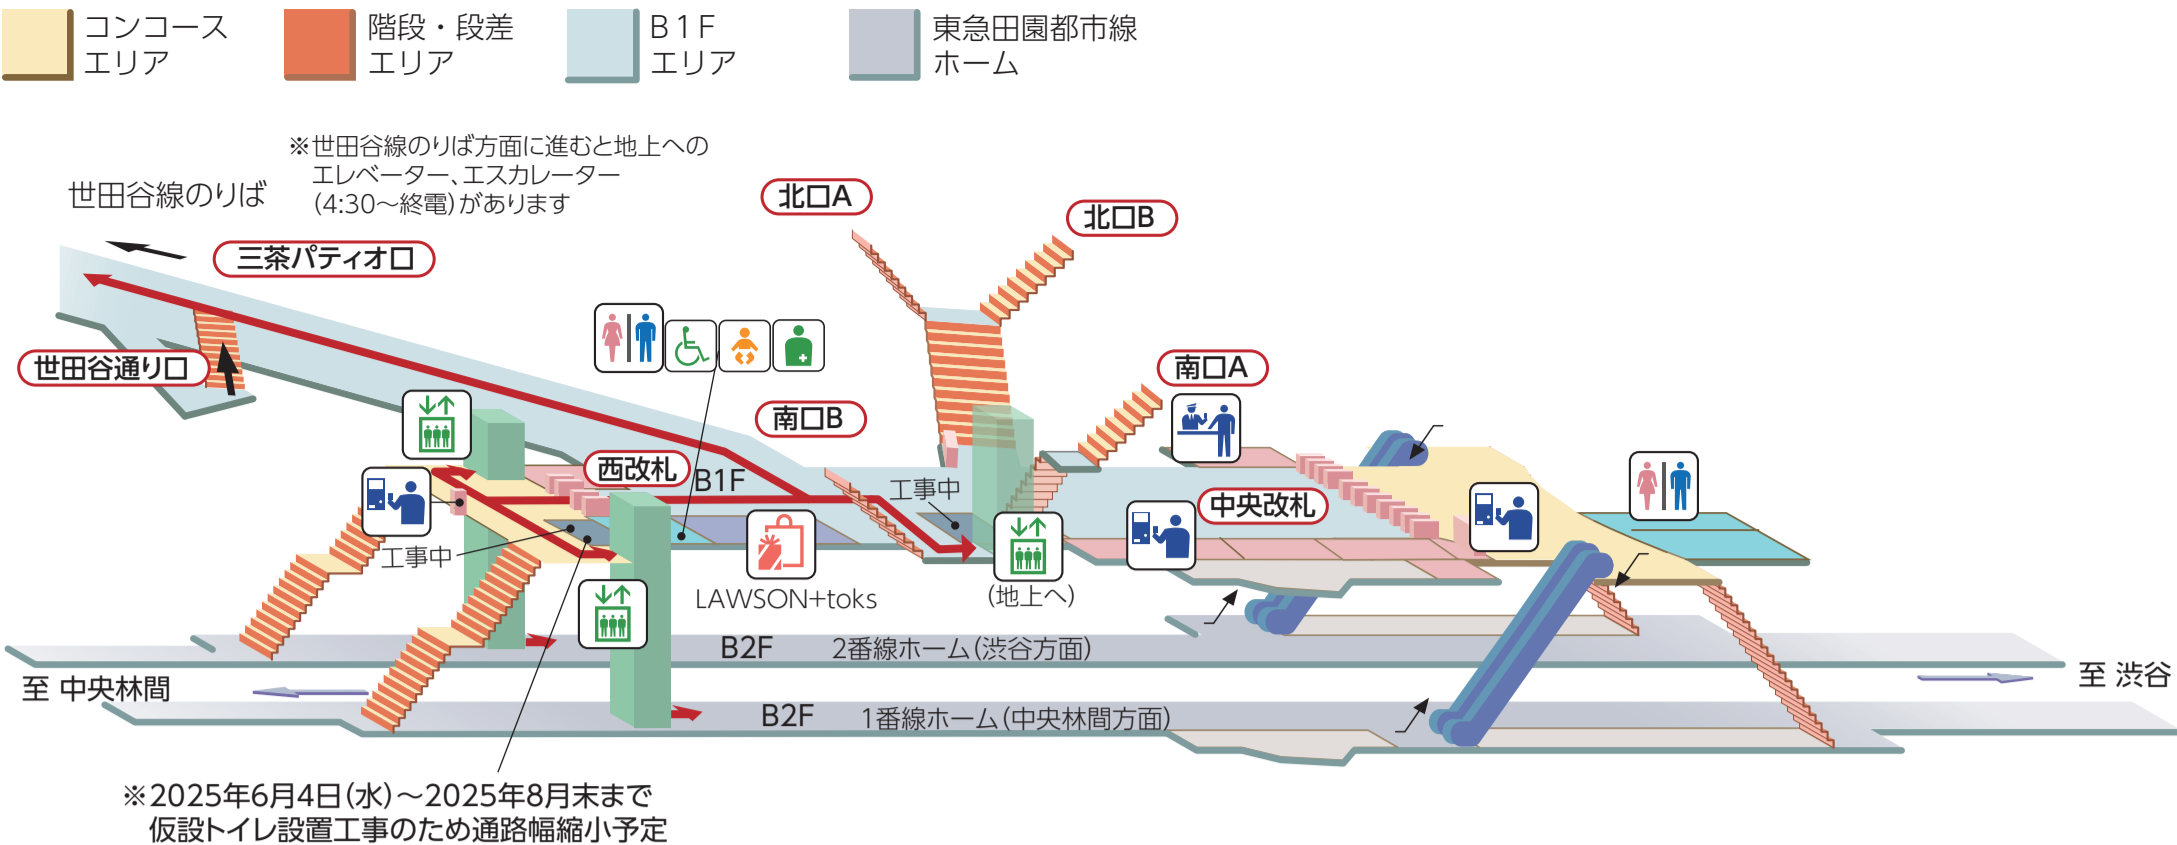 コンコース
エリア
階段・段差
エリア
B1F
エリア
東急田園都市線
ホーム
※世田谷線のりば方面に進むと地上への
エレベーター、エスカレーター
(4:30～終電)があります
世田谷線のりば
三茶パティオ口
世田谷通り口
北口A
北口B
南口A
南口B
西改札
B1F
工事中
中央改札
工事中
LAWSON+toks
(地上へ)
B2F 2番線ホーム(渋谷方面)
至 中央林間
至 渋谷
B2F 1番線ホーム(中央林間方面)
※2025年6月4日(水)～2025年8月末まで
仮設トイレ設置工事のため通路幅縮小予定